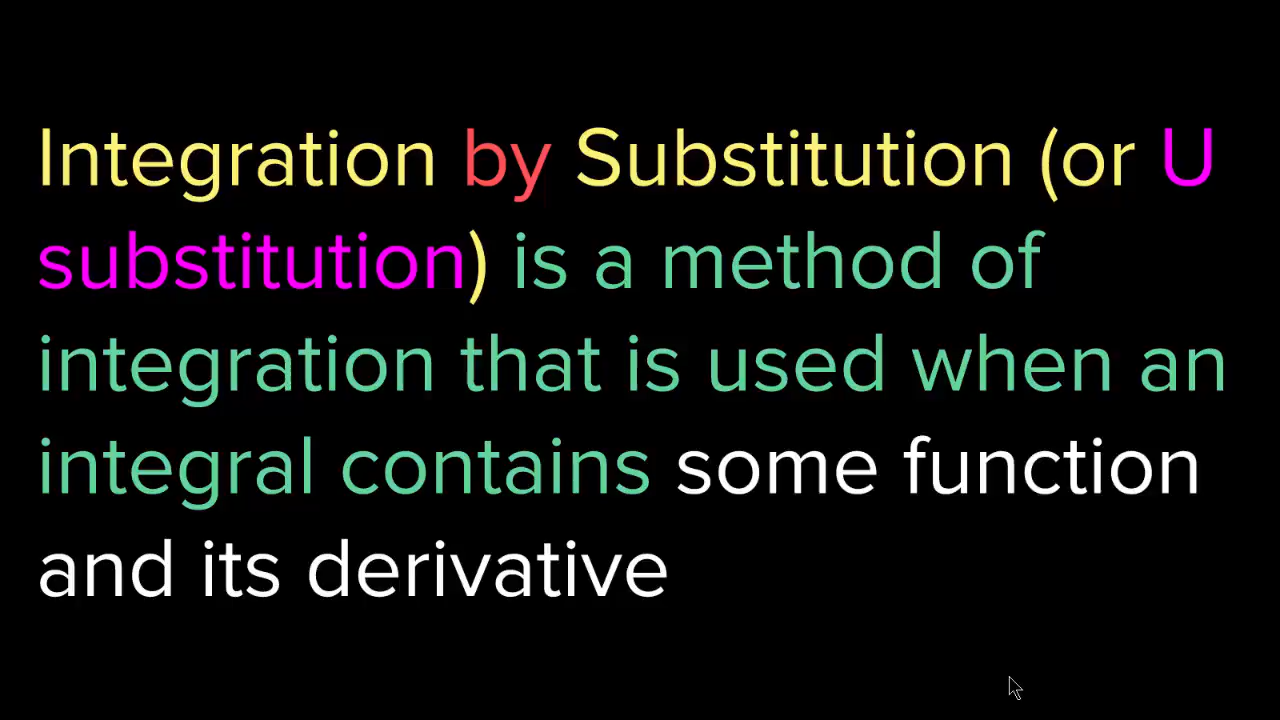 Integration by Substitution (or U
substitution) is a method of
integration that is used when an
integral contains some function
and its derivative